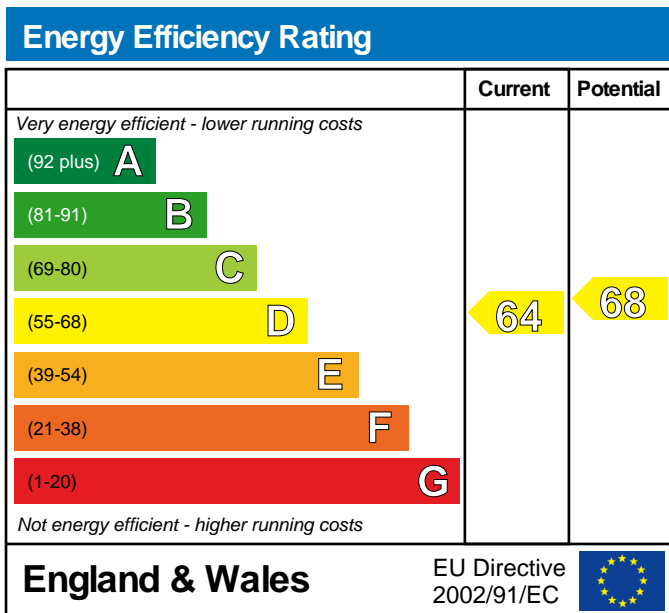 Energy Efficiency Rating
Current Potential
Very energy efficient - lower running costs
(92 plus) A
(81-91) B
(69-80) C
(55-68) D
64 68
(39-54) E
(21-38) F
(1-20) G
Not energy efficient - higher running costs
England & Wales
EU Directive
2002/91/EC